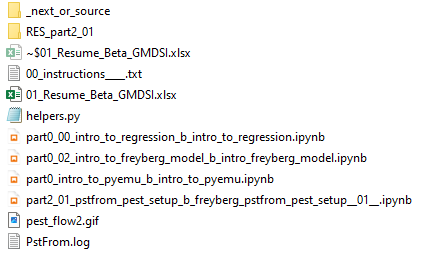 _next_or_source
RES_part2_01
~$01_Resume_Beta_GMDSI.xlsx
00_instructions____.txt
01_Resume_Beta_GMDSI.xlsx
helpers.py
part0_00_intro_to_regression_b_intro_to_regression.ipynb
part0_02_intro_to_freyberg_model_b_intro_freyberg_model.ipynb
part0_intro_to_pyemu_b_intro_to_pyemu.ipynb
part2_01_pstfrom_pest_setup_b_freyberg_pstfrom_pest_setup__01__.ipynb
pest_flow2.gif
PstFrom.log